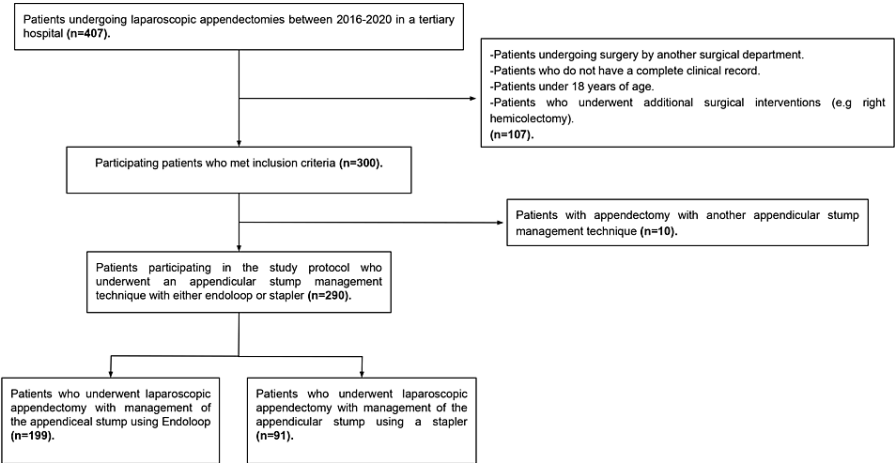 Patients undergoing laparoscopic appendectomies between 2016-2020 in a tertiary
hospital (n=407).
-Patients undergoing surgery by another surgical department.
-Patients who do not have a complete clinical record.
-Patients under 18 years of age.
-Patients who underwent additional surgical interventions (e.g right
hemicolectomy).
(n=107).
Participating patients who met inclusion criteria (n=300).
Patients with appendectomy with another appendicular stump
management technique (n=10).
Patients participating in the study protocol who
underwent an appendicular stump management
technique with either endoloop or stapler (n=290).
Patients who underwent laparoscopic
appendectomy with management of
the appendiceal stump using Endoloop
(n=199).
Patients who underwent laparoscopic
appendectomy with management of the
appendicular stump using a stapler
(n=91).